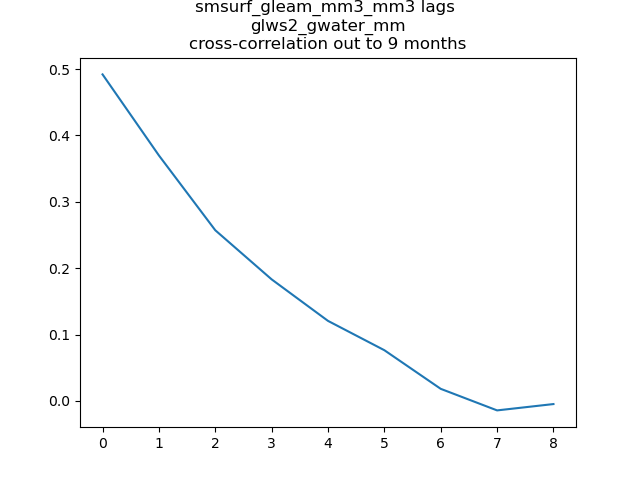 smsurf_gleam_mm3_mm3 lags
glws2_gwater_mm
cross-correlation out to 9 months
0.5
0.4
0.3
0.2
0.1
0.0
0 1 2 3 4 5 6 7 8